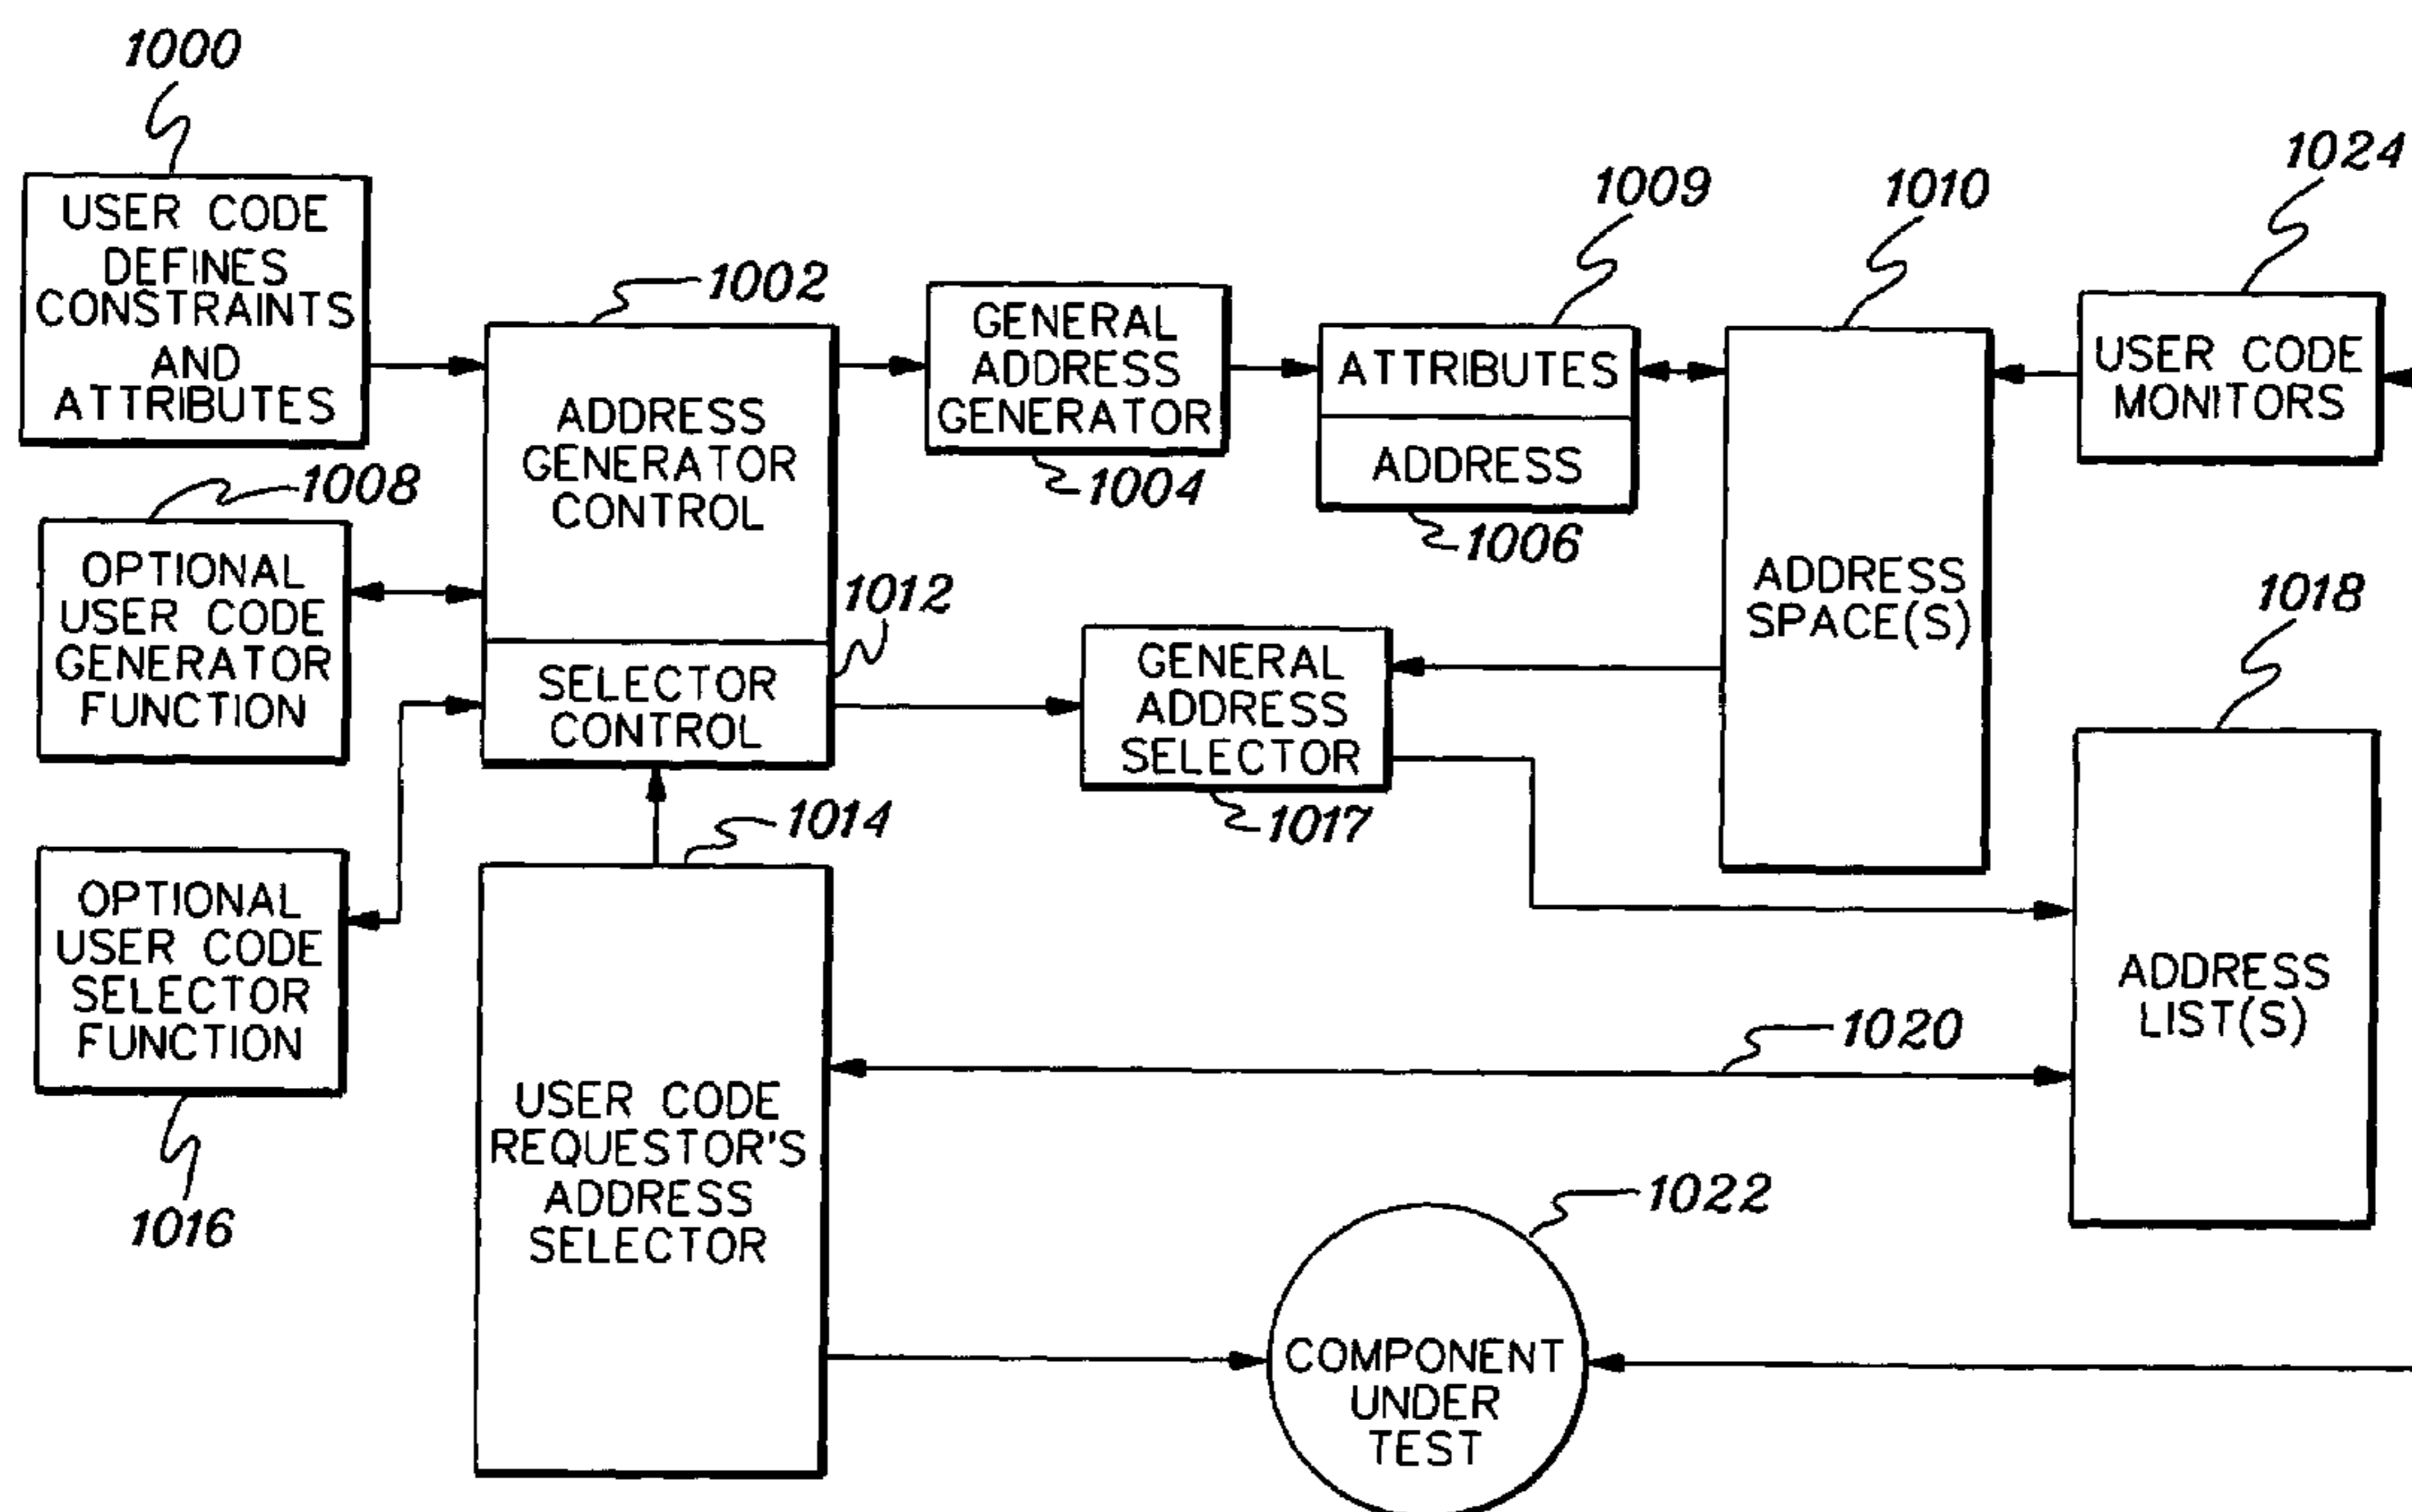 1000
USER CODE
DEFINES
CONSTRAINTS
AND
ATTRIBUTES
1002
ADDRESS
GENERATOR
CONTROL
GENERAL
ADDRESS
GENERATOR
1004
1009
ATTRIBUTES
ADDRESS
1006
1010
ADDRESS
SPACE(S)
1024
USER CODE
MONITORS
1008
OPTIONAL
USER CODE
GENERATOR
FUNCTION
1012
SELECTOR
CONTROL
GENERAL
ADDRESS
SELECTOR
1017
1018
ADDRESS
LIST(S)
OPTIONAL
USER CODE
SELECTOR
FUNCTION
1016
1014
USER CODE
REQUESTOR'S
ADDRESS
SELECTOR
1020
1022
COMPONENT
UNDER
TEST